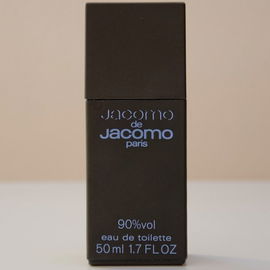 Jacomo
de
Jacomo
paris
90%vol
eau de toilette
50ml 1.7 FL OZ